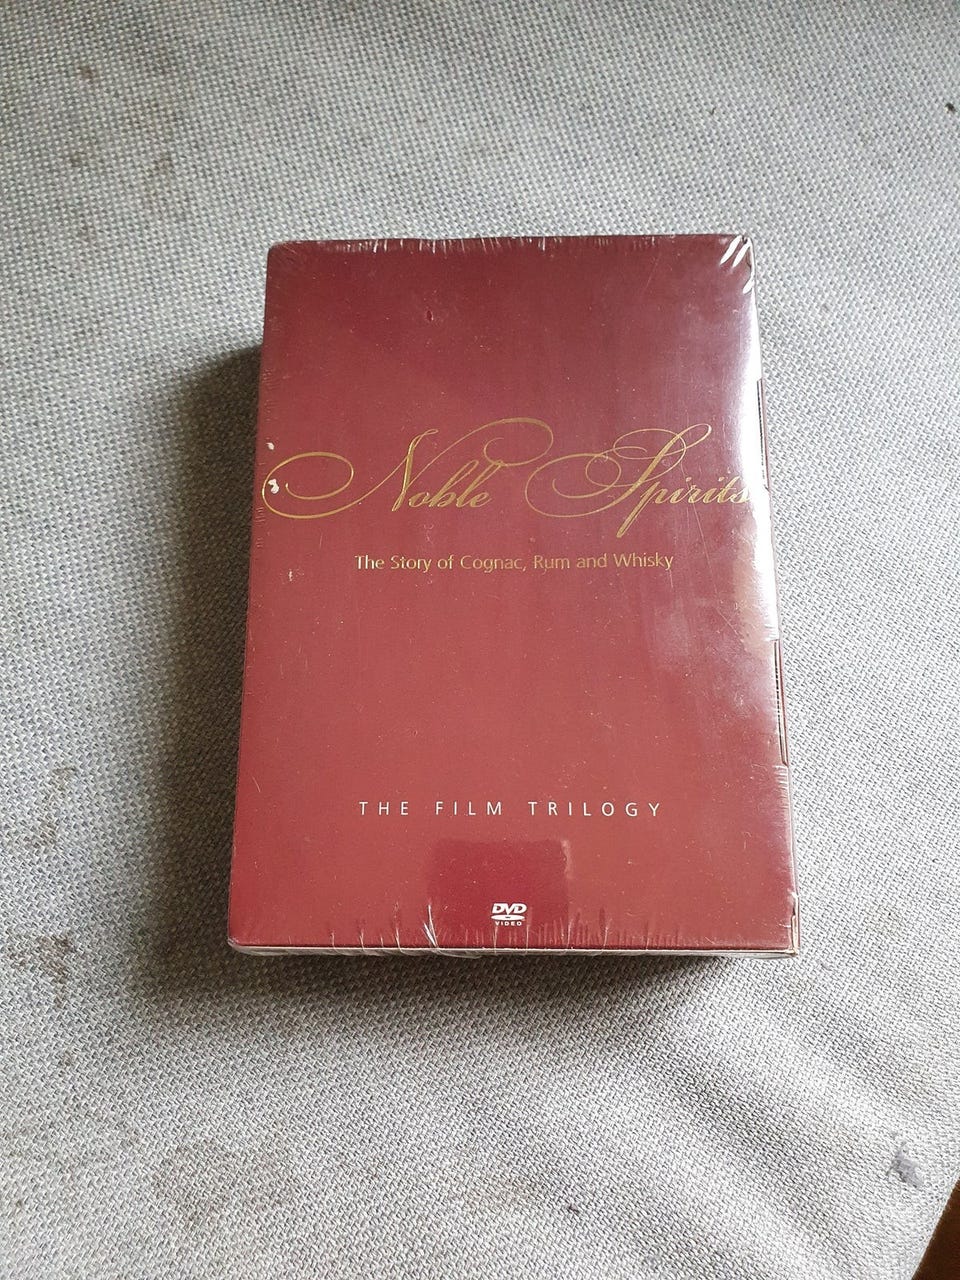 Noble Spirits
The Story of Cognac, Rum and Whisky
THE FILM TRILOGY
DVD
VIDEO